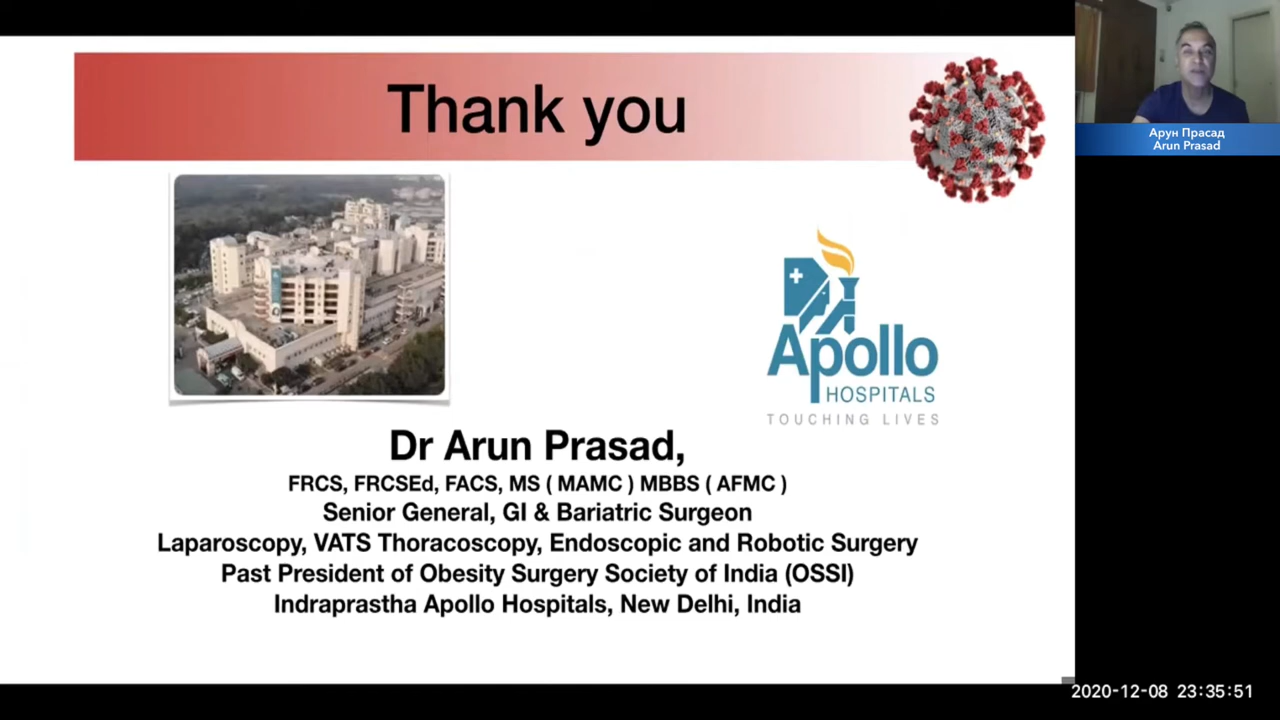 Thank you
Apollo
HOSPITALS
TOUCHING LIVES
Dr Arun Prasad,
FRCS, FRCSEd, FACS, MS ( MAMC ) MBBS ( AFMC )
Senior General, GI & Bariatric Surgeon
Laparoscopy, VATS Thoracoscopy, Endoscopic and Robotic Surgery
Past President of Obesity Surgery Society of India (OSSI)
Indraprastha Apollo Hospitals, New Delhi, India
Арун Прасад
Arun Prasad
2020-12-08 23:35:51